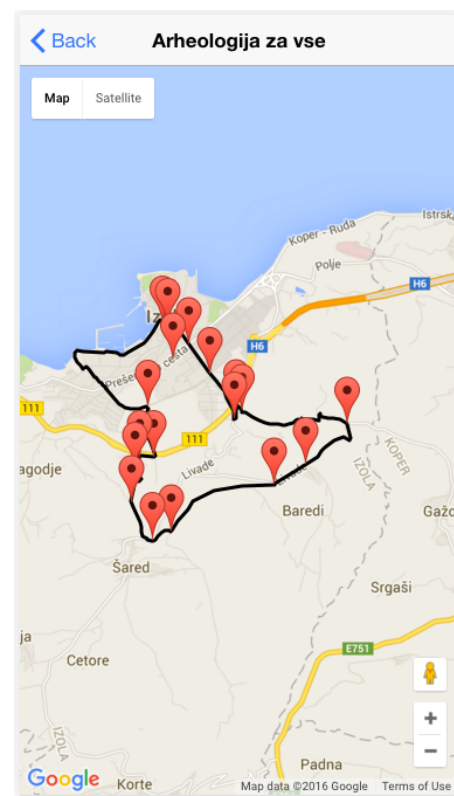 Back
Arheologija za vse
Map
Satellite
Istrsk
Koper - Ruda
Polje
H6
Iz
H6
Preše
cesta
111
111
agodje
Livade
KOPER
IZOLA
Baredi
Gažo
Šared
Srgaši
ja
Cetore
E751
IZOLA
Padna
Google
Korte
Map data ©2016 Google
Terms of Use